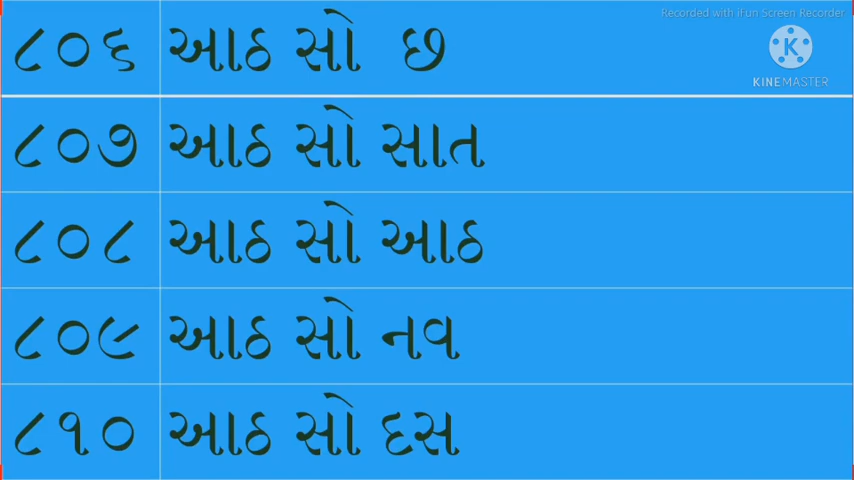 Recorded with iFun Screen Recorder
૮૦૬ આઠ સો છ
KINEMASTER
૮૦૭ આઠ સો સાત
૮૦૮ આઠ સો આઠ
૮૦૯ આઠ સો નવ
૮૧૦ આઠ સો દસ